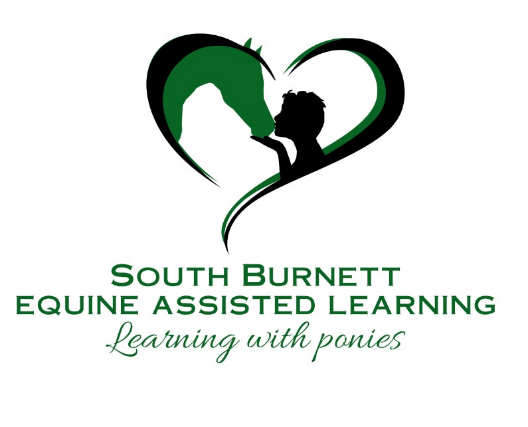 South Burnett
equine assisted learning
Learning with ponies